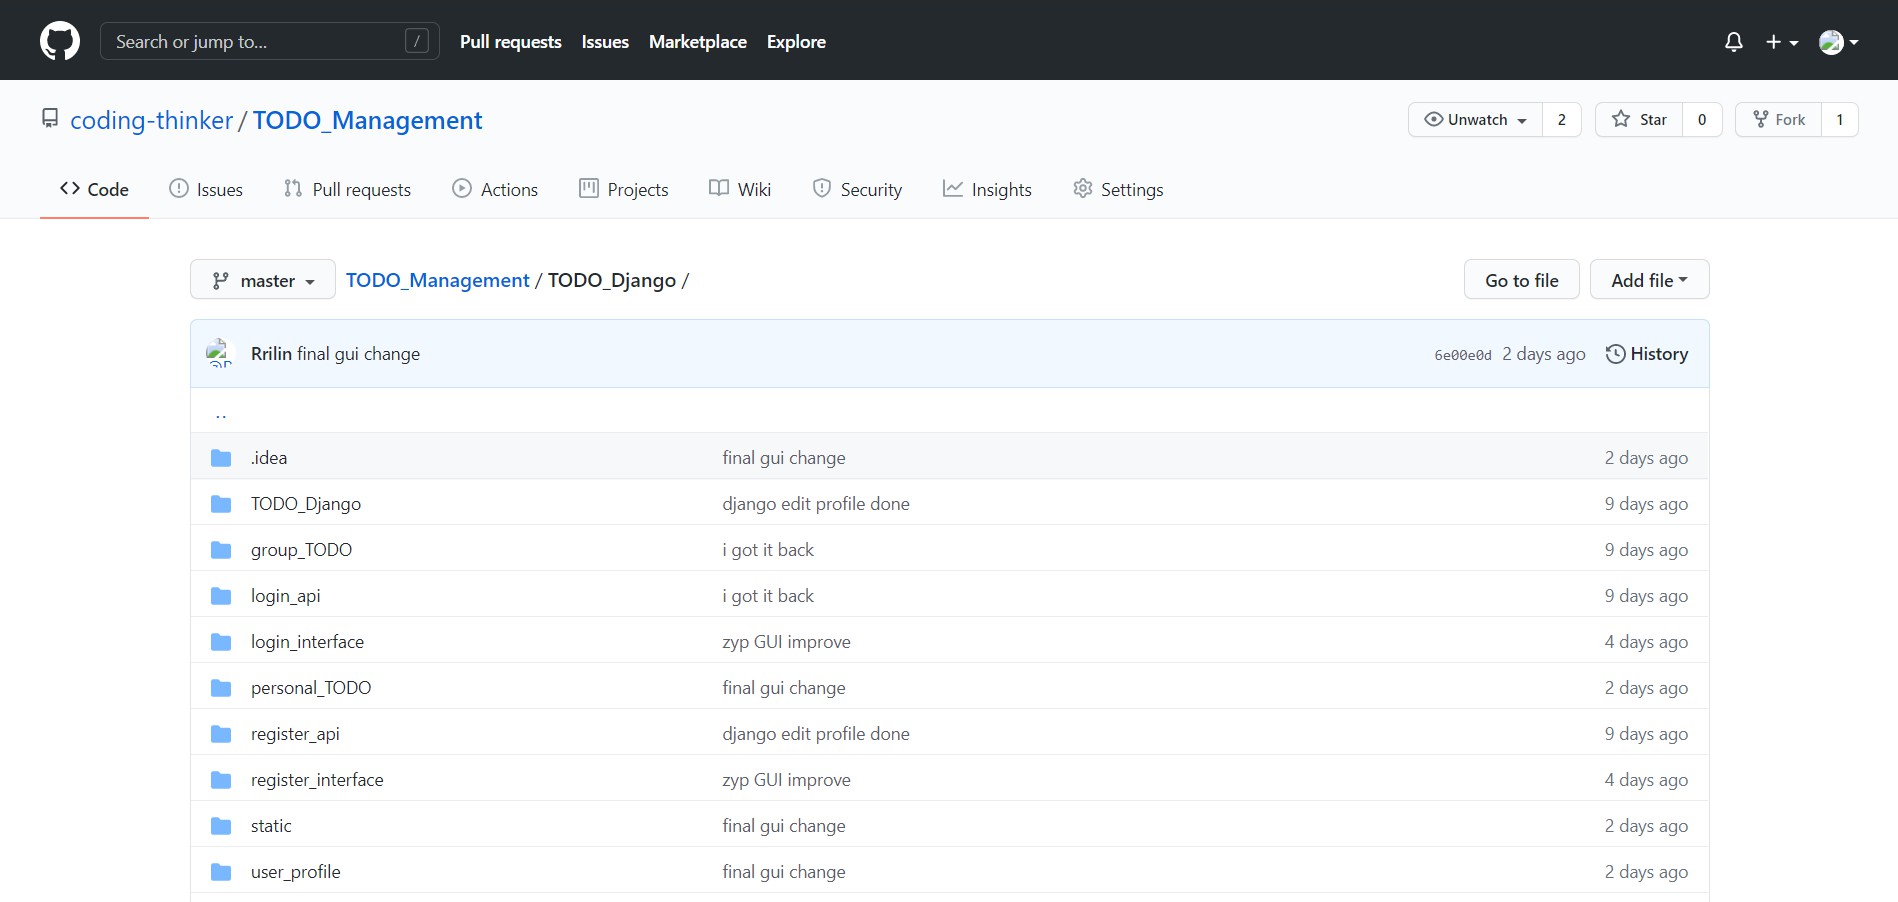 Search or jump to... / Pull requests Issues Marketplace Explore
coding-thinker / TODO_Management Unwatch 2 Star 0 Fork 1
Code Issues Pull requests Actions Projects Wiki Security Insights Settings
master TODO_Management / TODO_Django / Go to file Add file
Rrilin final gui change 6e00e0d 2 days ago History
..
.idea final gui change 2 days ago
TODO_Django django edit profile done 9 days ago
group_TODO i got it back 9 days ago
login_api i got it back 9 days ago
login_interface zyp GUI improve 4 days ago
personal_TODO final gui change 2 days ago
register_api django edit profile done 9 days ago
register_interface zyp GUI improve 4 days ago
static final gui change 2 days ago
user_profile final gui change 2 days ago